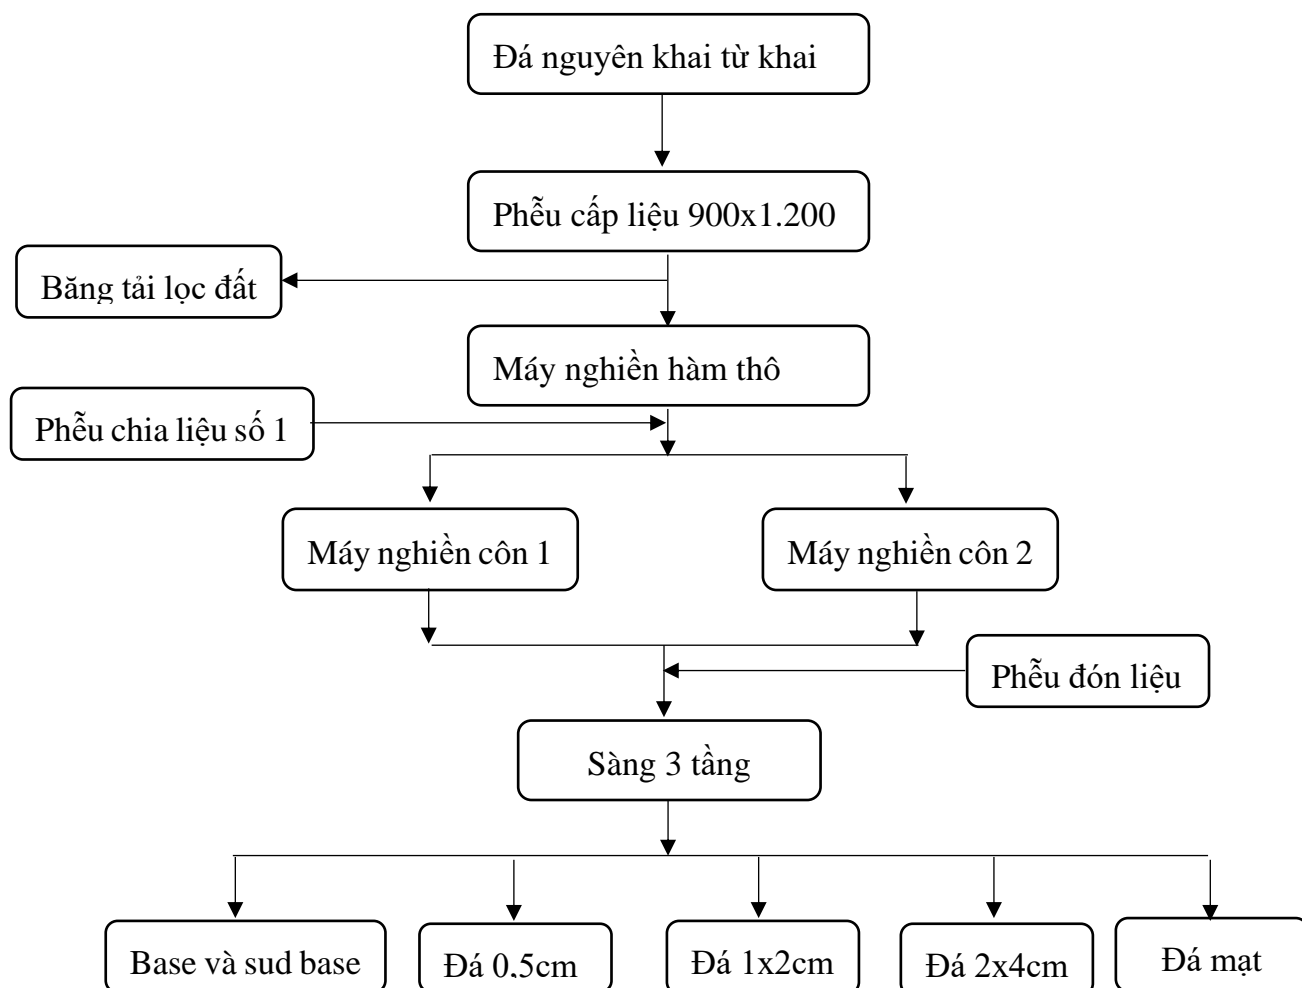 Đá nguyên khai từ khai
Phễu cấp liệu 900x1.200
Băng tải lọc đất
Máy nghiền hàm thô
Phễu chia liệu số 1
Máy nghiền côn 1
Máy nghiền côn 2
Phễu đón liệu
Sàng 3 tầng
Base và sud base
Đá 0,5cm
Đá 1x2cm
Đá 2x4cm
Đá mạt